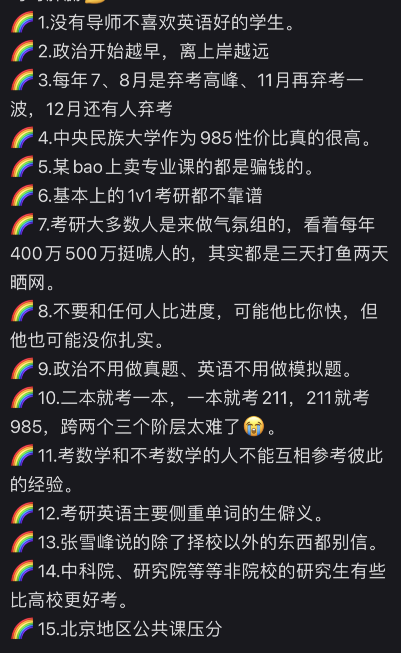 🌈 1.没有导师不喜欢英语好的学生。
🌈 2.政治开始越早，离上岸越远
🌈 3.每年7、8月是弃考高峰、11月再弃考一
波，12月还有人弃考
🌈 4.中央民族大学作为985性价比真的很高。
🌈 5.某bao上卖专业课的都是骗钱的。
🌈 6.基本上的1v1考研都不靠谱
🌈 7.考研大多数人是来做气氛组的，看着每年
400万500万挺唬人的，其实都是三天打鱼两天
晒网。
🌈 8.不要和任何人比进度，可能他比你快，但
他也可能没你扎实。
🌈 9.政治不用做真题、英语不用做模拟题。
🌈 10.二本就考一本，一本就考211，211就考
985，跨两个三个阶层太难了😭。
🌈 11.考数学和不考数学的人不能互相参考彼此
的经验。
🌈 12.考研英语主要侧重单词的生僻义。
🌈 13.张雪峰说的除了择校以外的东西都别信。
🌈 14.中科院、研究院等等非院校的研究生有些
比高校更好考。
🌈 15.北京地区公共课压分